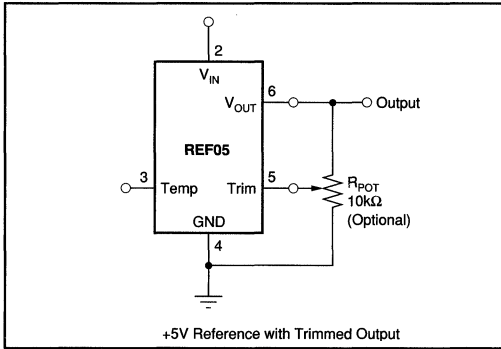 2
V_IN
6
V_OUT
Output
REF05
3
Temp
5
Trim
R_POT
10kΩ
(Optional)
GND
4
+5V Reference with Trimmed Output